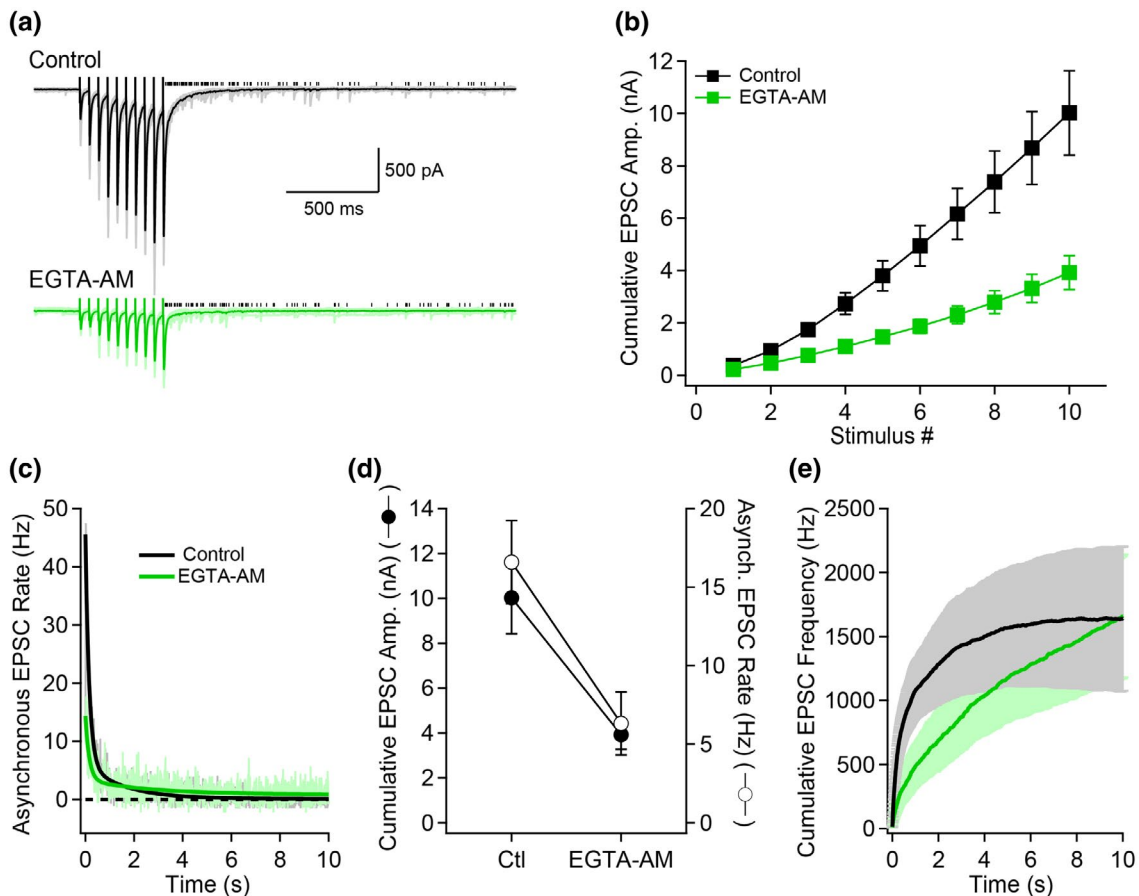 (a)
Control
500 pA
500 ms
EGTA-AM
(b)
Control
EGTA-AM
Cumulative EPSC Amp. (nA)
12
10
8
6
4
2
0
0 2 4 6 8 10
Stimulus #
(c)
Control
EGTA-AM
Asynchronous EPSC Rate (Hz)
50
40
30
20
10
0
0 2 4 6 8 10
Time (s)
(d)
Cumulative EPSC Amp. (nA) ( )
14
12
10
8
6
4
2
0
Ctl EGTA-AM
20
15
10
5
0
Asynch. EPSC Rate (Hz) ( )
(e)
Cumulative EPSC Frequency (Hz)
2500
2000
1500
1000
500
0
0 2 4 6 8 10
Time (s)